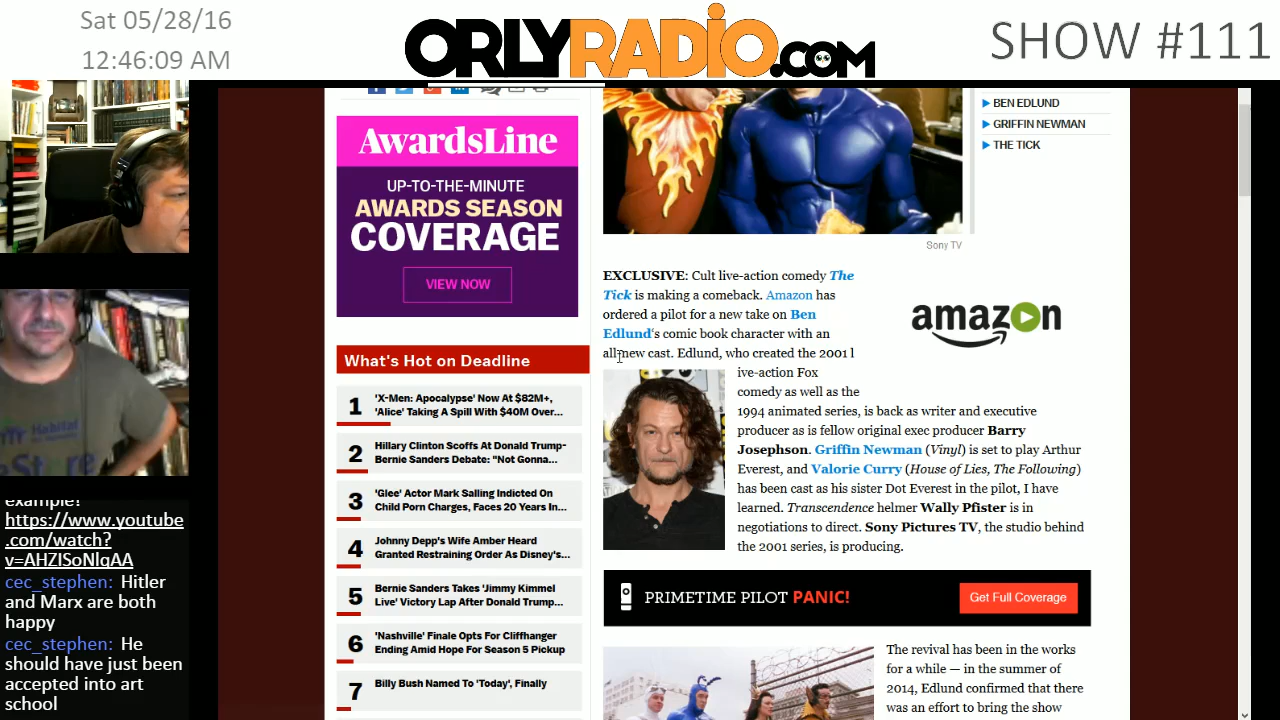 Sat 05/28/16
12:46:09 AM
ORLYRADIO.COM
SHOW #111
AwardsLine
UP-TO-THE-MINUTE
AWARDS SEASON
COVERAGE
VIEW NOW
What's Hot on Deadline
1 'X-Men: Apocalypse' Now At $82M+,
'Alice' Taking A Spill With $40M Over...
2 Hillary Clinton Scoffs At Donald Trump-
Bernie Sanders Debate: "Not Gonna...
3 'Glee' Actor Mark Salling Indicted On
Child Porn Charges, Faces 20 Years In...
4 Johnny Depp's Wife Amber Heard
Granted Restraining Order As Disney's...
5 Bernie Sanders Takes 'Jimmy Kimmel
Live' Victory Lap After Donald Trump...
6 'Nashville' Finale Opts For Cliffhanger
Ending Amid Hope For Season 5 Pickup
7 Billy Bush Named To 'Today', Finally
BEN EDLUND
GRIFFIN NEWMAN
THE TICK
Sony TV
EXCLUSIVE: Cult live-action comedy The
Tick is making a comeback. Amazon has
ordered a pilot for a new take on Ben
Edlund's comic book character with an
all-new cast. Edlund, who created the 2001 l
ive-action Fox
comedy as well as the
1994 animated series, is back as writer and executive
producer as is fellow original exec producer Barry
Josephson. Griffin Newman (Vinyl) is set to play Arthur
Everest, and Valorie Curry (House of Lies, The Following)
has been cast as his sister Dot Everest in the pilot, I have
learned. Transcendence helmer Wally Pfister is in
negotiations to direct. Sony Pictures TV, the studio behind
the 2001 series, is producing.
amazon
PRIMETIME PILOT PANIC!
Get Full Coverage
The revival has been in the works
for a while — in the summer of
2014, Edlund confirmed that there
was an effort to bring the show
example!
https://www.youtube
.com/watch?
v=AHZISoNIgAA
cec_stephen: Hitler
and Marx are both
happy
cec_stephen: He
should have just been
accepted into art
school